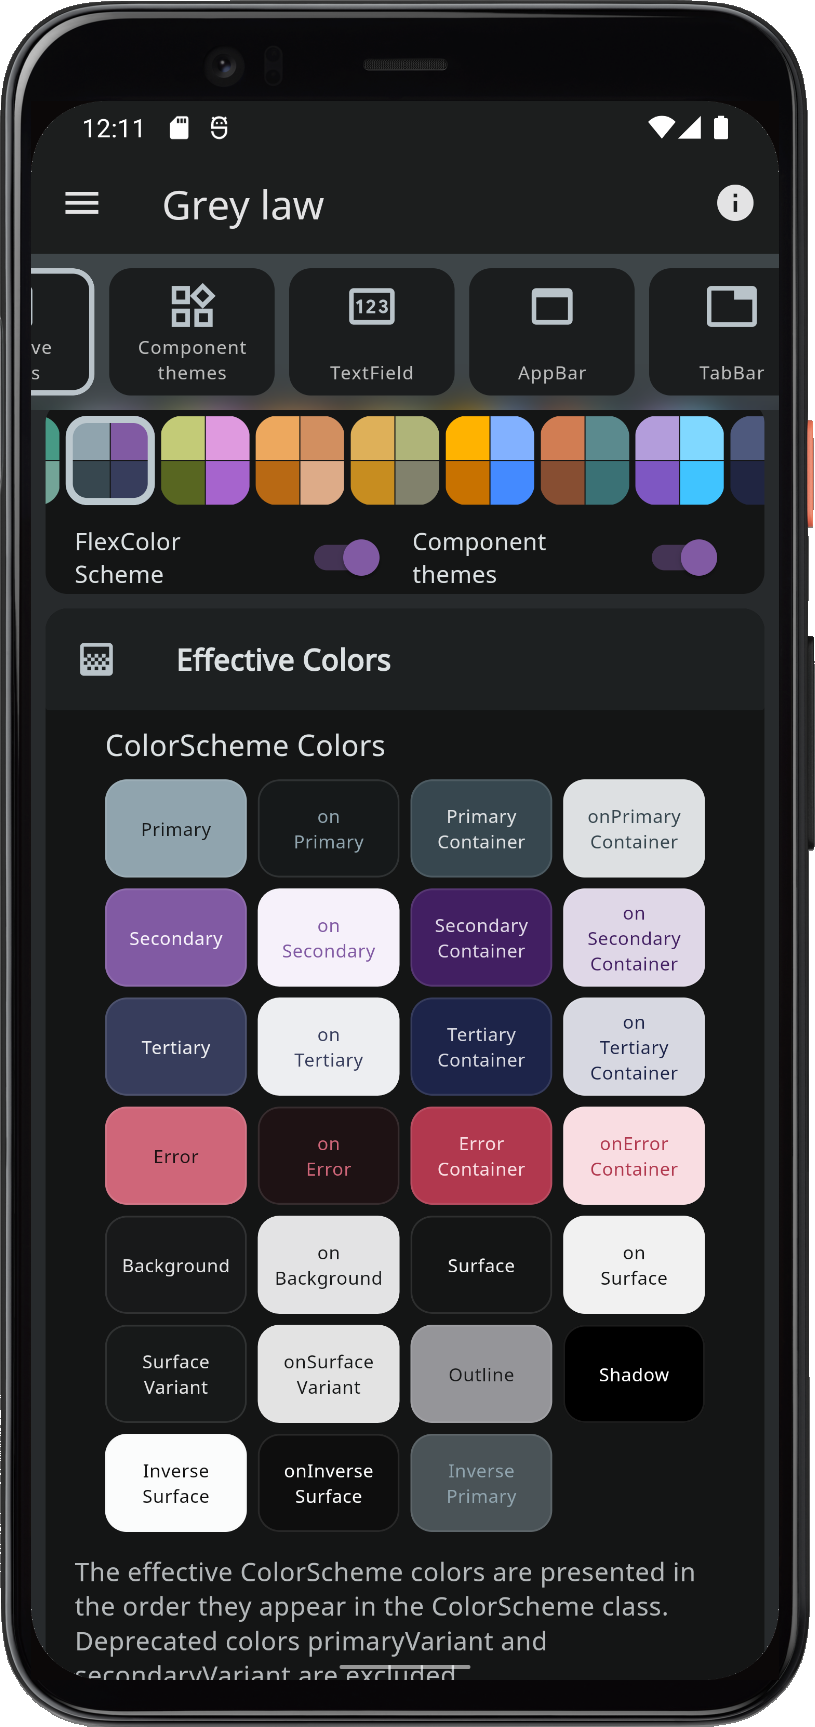 12:11
Grey law
ve
s
Component
themes
123
TextField
AppBar
TabBar
FlexColor
Scheme
Component
themes
Effective Colors
ColorScheme Colors
Primary
on
Primary
Primary
Container
onPrimary
Container
Secondary
on
Secondary
Secondary
Container
on
Secondary
Container
Tertiary
on
Tertiary
Tertiary
Container
on
Tertiary
Container
Error
on
Error
Error
Container
onError
Container
Background
on
Background
Surface
on
Surface
Surface
Variant
onSurface
Variant
Outline
Shadow
Inverse
Surface
onInverse
Surface
Inverse
Primary
The effective ColorScheme colors are presented in
the order they appear in the ColorScheme class.
Deprecated colors primaryVariant and
secondaryVariant are excluded